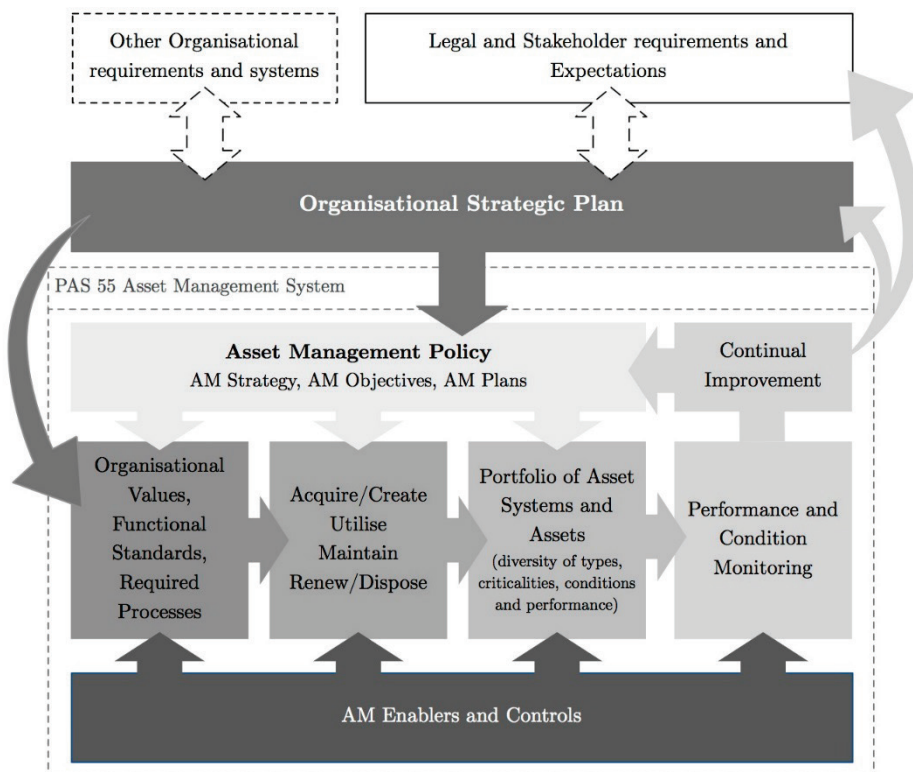 Other Organisational
requirements and systems
Legal and Stakeholder requirements and
Expectations
Organisational Strategic Plan
PAS 55 Asset Management System
Asset Management Policy
AM Strategy, AM Objectives, AM Plans
Continual
Improvement
Organisational
Values,
Functional
Standards,
Required
Processes
Acquire/Create
Utilise
Maintain
Renew/Dispose
Portfolio of Asset
Systems and
Assets
(diversity of types,
criticalities, conditions
and performance)
Performance and
Condition
Monitoring
AM Enablers and Controls